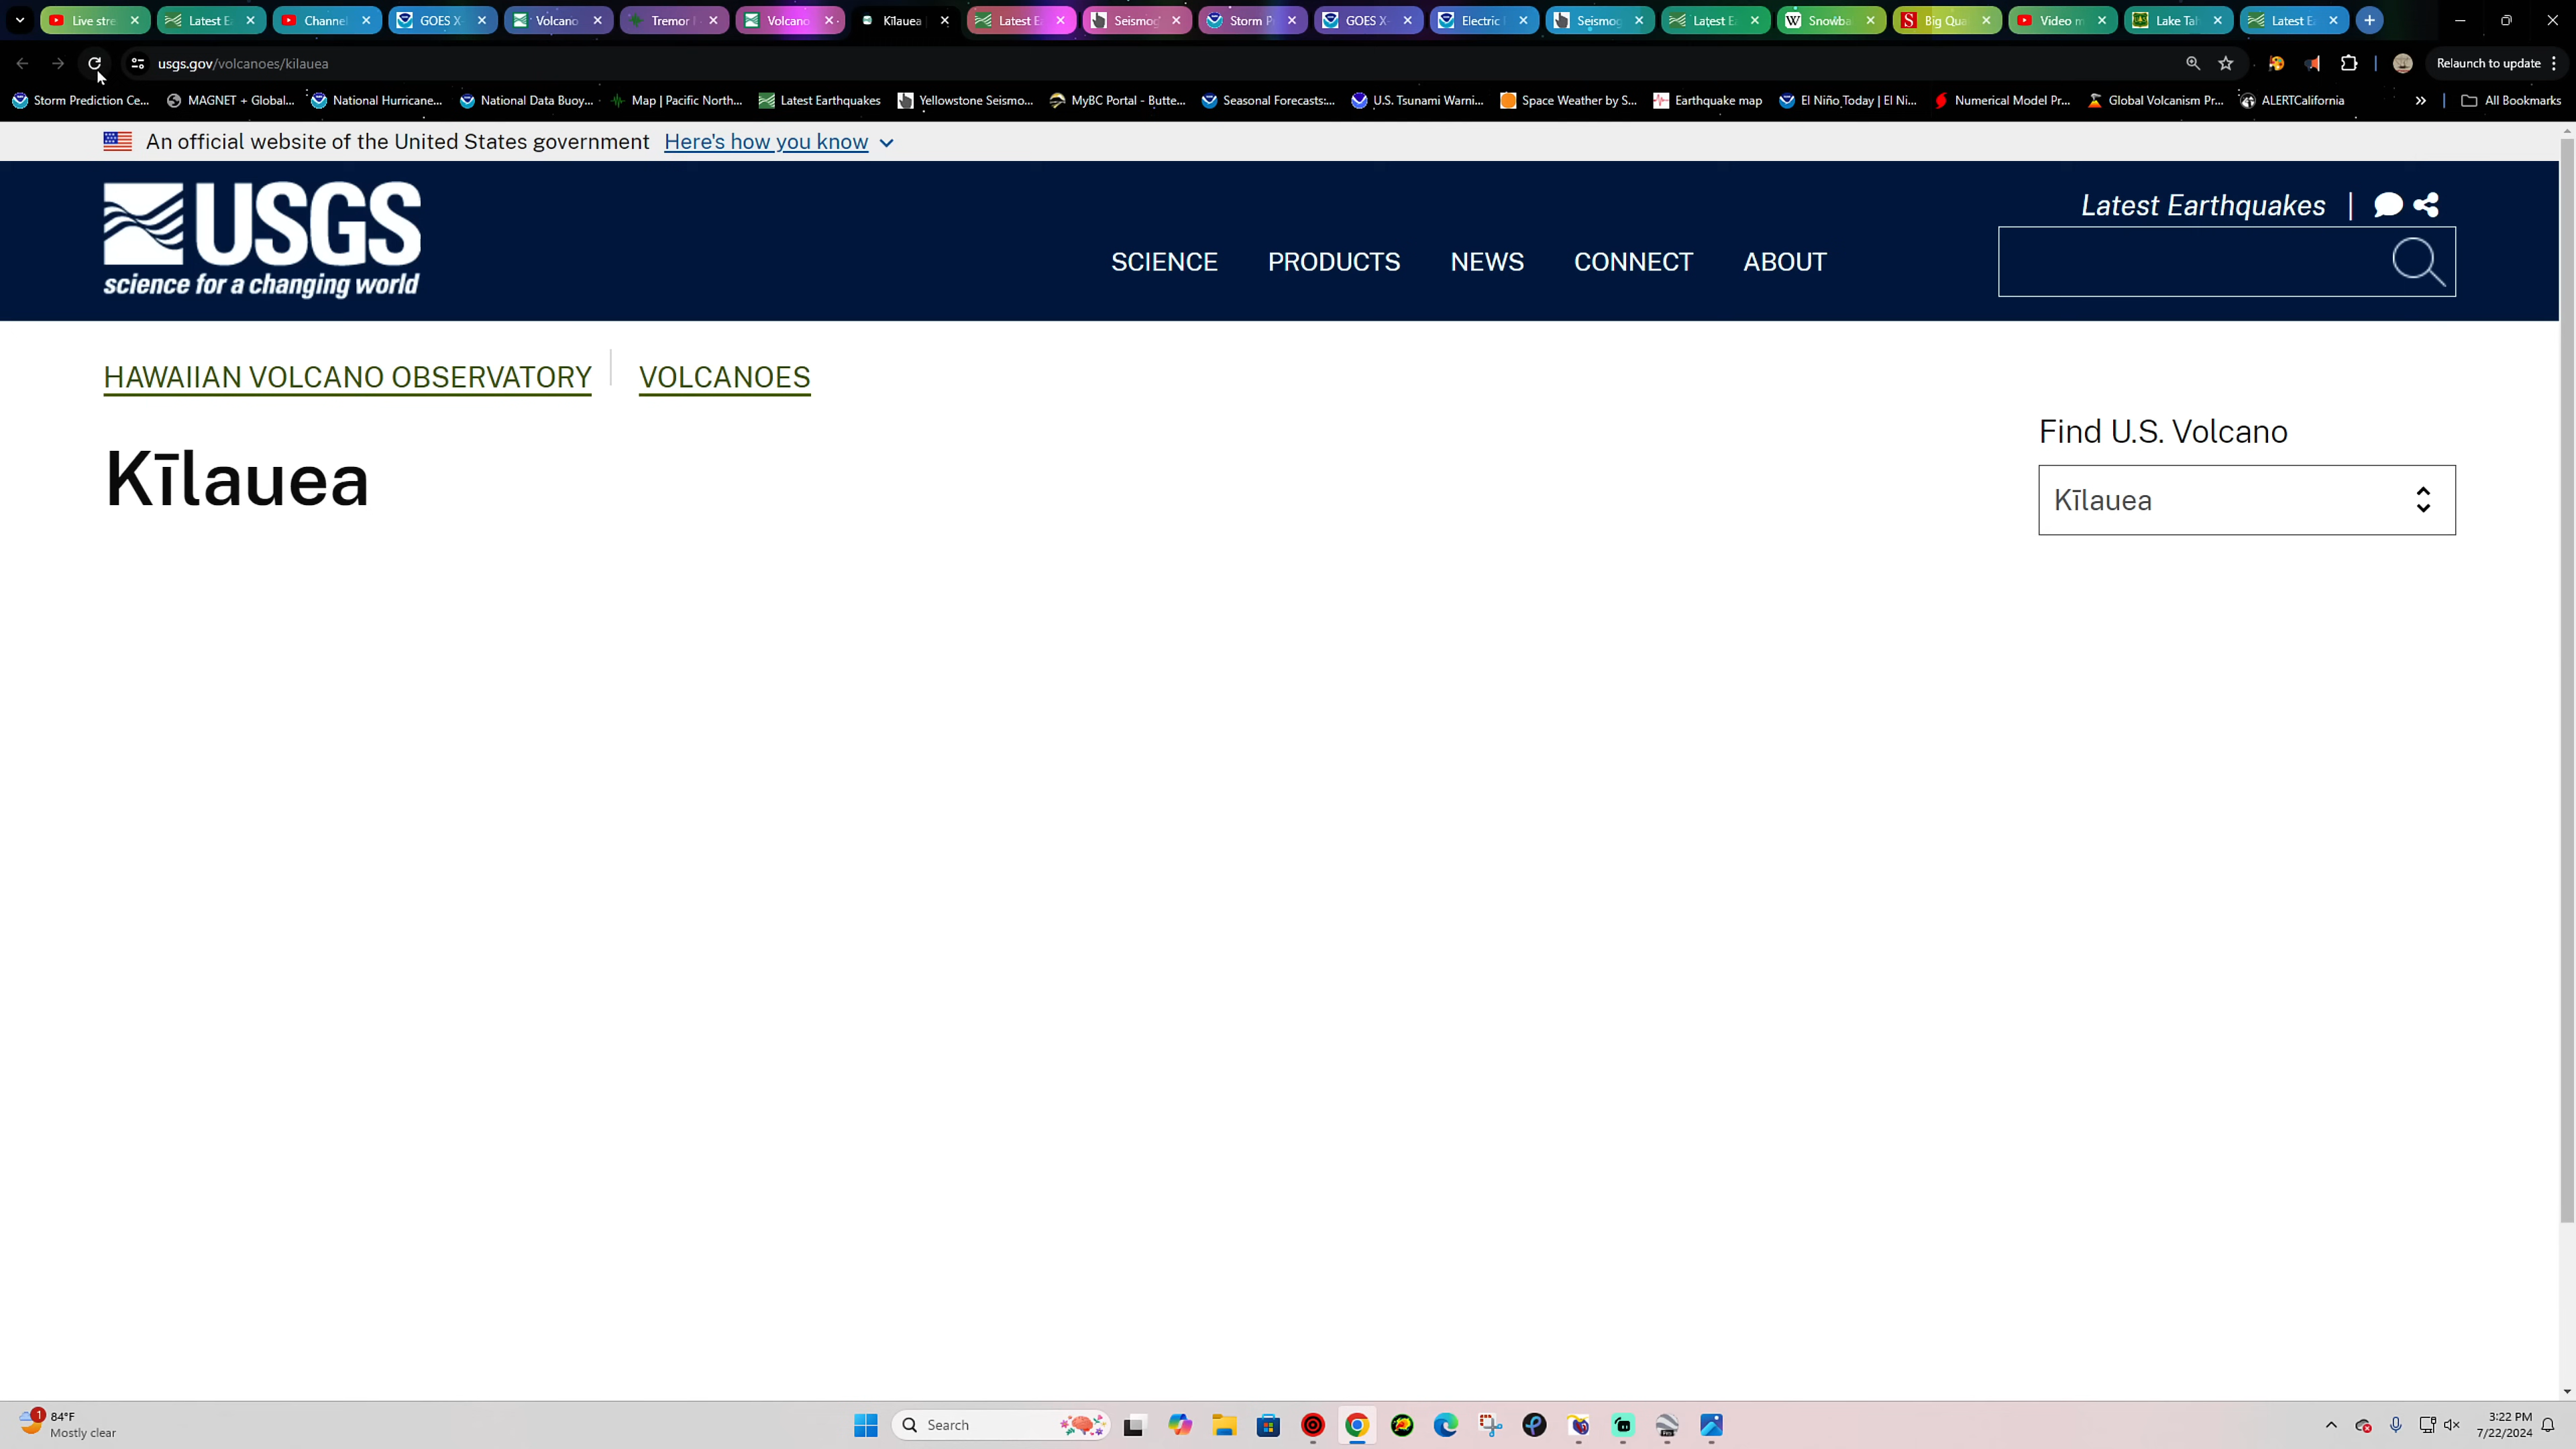 Live stre Latest Ea Channel GOES X Volcano Tremor Volcano Kīlauea Latest Ea Seismog Storm P GOES X- Electric Seismog Latest Ea Snowba Big Qua Video m Lake Tah Latest Ea
usgs.gov/volcanoes/kilauea Relaunch to update
Storm Prediction Ce... MAGNET + Global... National Hurricane... National Data Buoy... Map | Pacific North... Latest Earthquakes Yellowstone Seismo... MyBC Portal - Butte... Seasonal Forecasts:... U.S. Tsunami Warni... Space Weather by S... Earthquake map El Niño Today | El Ni... Numerical Model Pr... Global Volcanism Pr... ALERTCalifornia » All Bookmarks
An official website of the United States government Here's how you know
USGS
science for a changing world
Latest Earthquakes |
SCIENCE PRODUCTS NEWS CONNECT ABOUT
HAWAIIAN VOLCANO OBSERVATORY VOLCANOES
Find U.S. Volcano
Kīlauea
Kīlauea
1 84°F
Mostly clear
Search
3:22 PM
7/22/2024